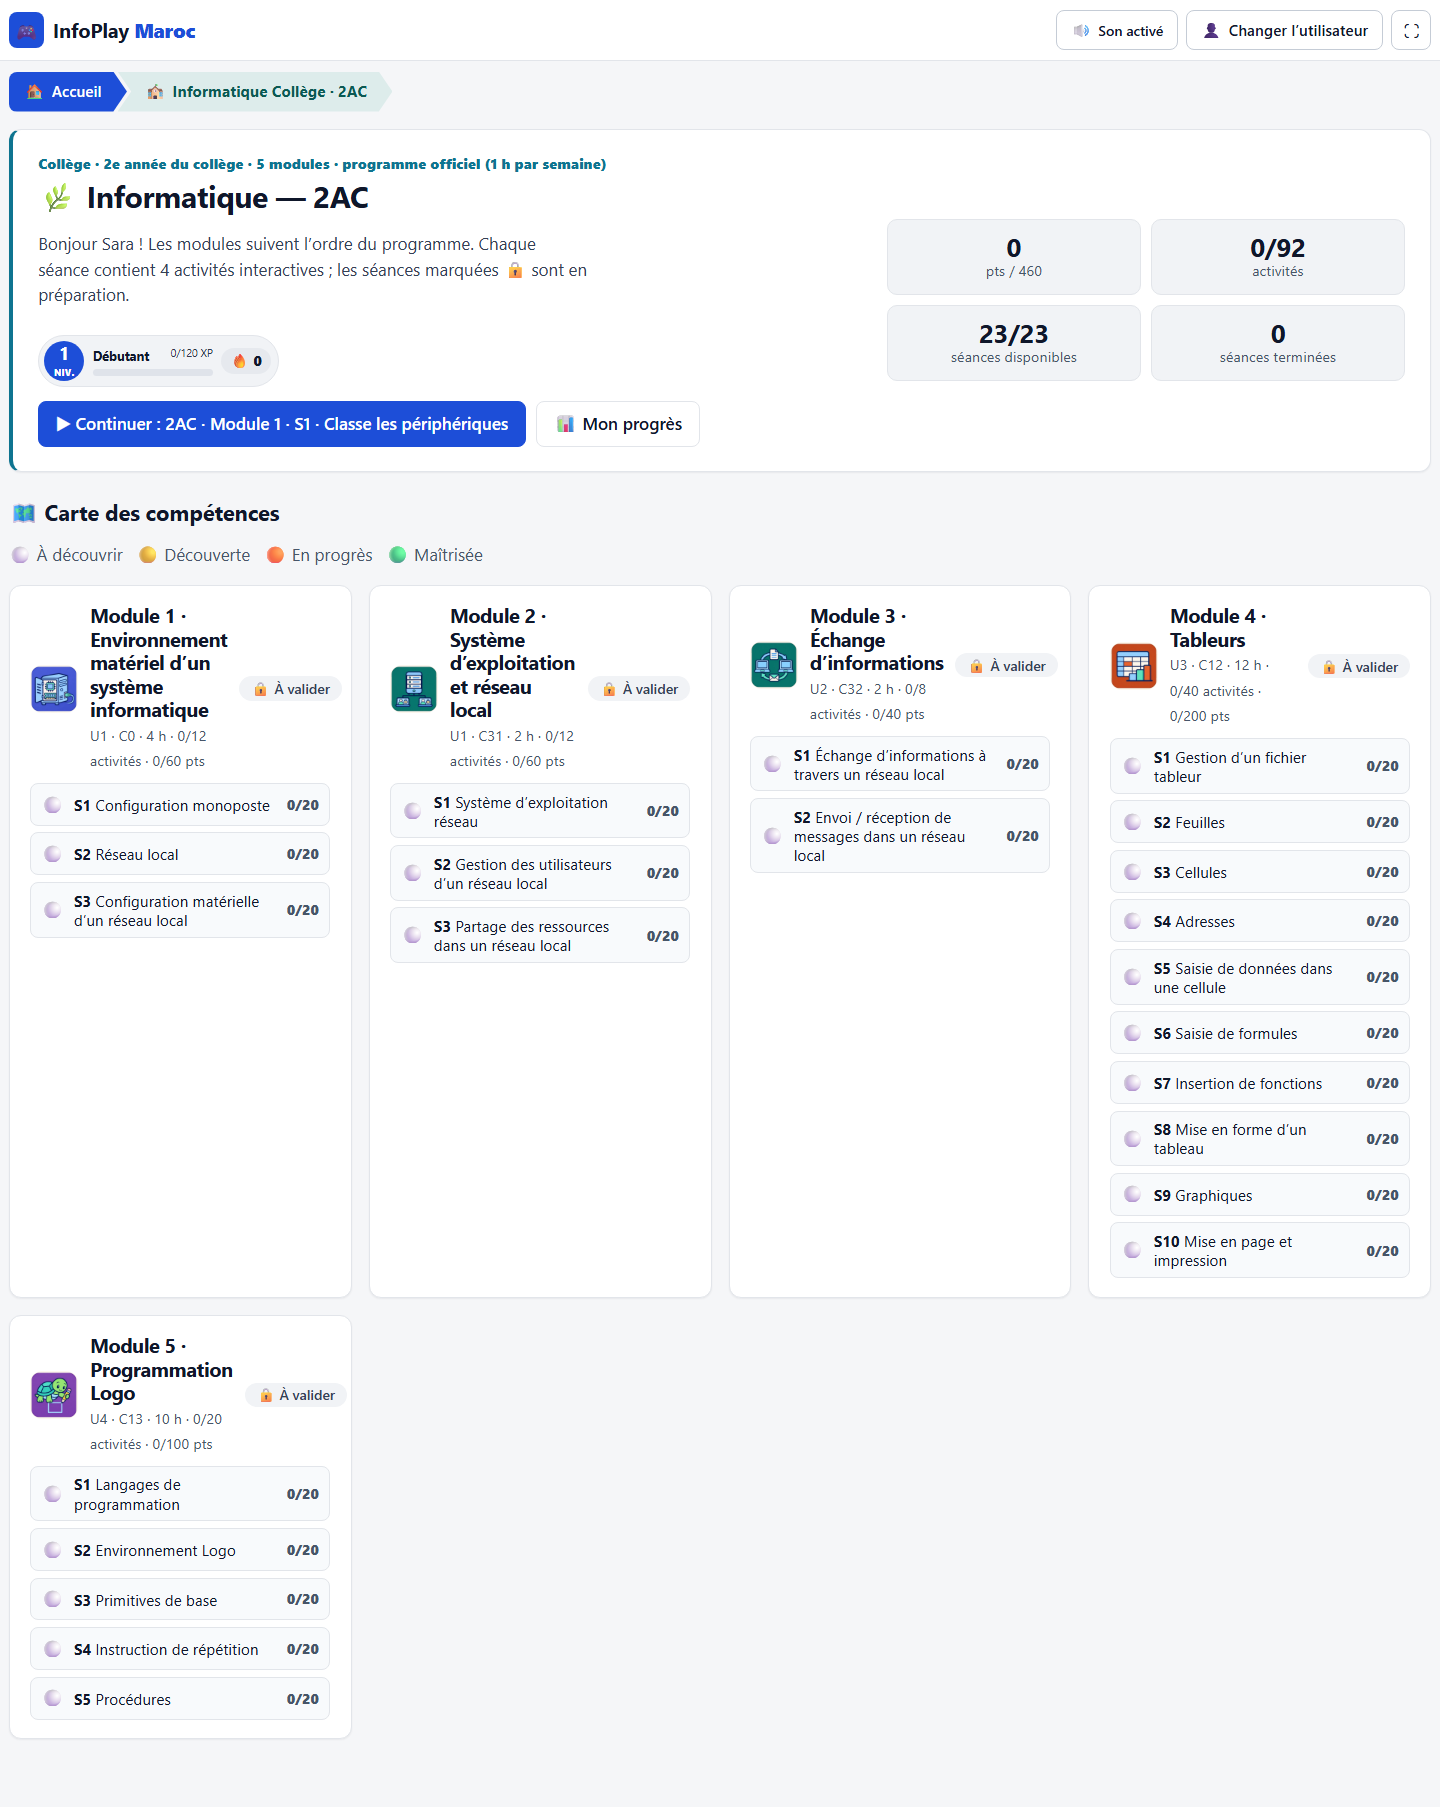 InfoPlay Maroc
Son activé
Changer l’utilisateur
Accueil
Informatique Collège · 2AC
Collège · 2e année du collège · 5 modules · programme officiel (1 h par semaine)
Informatique — 2AC
Bonjour Sara ! Les modules suivent l’ordre du programme. Chaque
séance contient 4 activités interactives ; les séances marquées 🔒 sont en
préparation.
1
NIV.
Débutant
0/120 XP
0
▶ Continuer : 2AC · Module 1 · S1 · Classe les périphériques
Mon progrès
0
pts / 460
0/92
activités
23/23
séances disponibles
0
séances terminées
Carte des compétences
À découvrir
Découverte
En progrès
Maîtrisée
Module 1 ·
Environnement
matériel d’un
système
informatique
U1 · C0 · 4 h · 0/12
activités · 0/60 pts
À valider
S1 Configuration monoposte
0/20
S2 Réseau local
0/20
S3 Configuration matérielle
d’un réseau local
0/20
Module 2 ·
Système
d’exploitation
et réseau
local
U1 · C31 · 2 h · 0/12
activités · 0/60 pts
À valider
S1 Système d’exploitation
réseau
0/20
S2 Gestion des utilisateurs
d’un réseau local
0/20
S3 Partage des ressources
dans un réseau local
0/20
Module 3 ·
Échange
d’informations
U2 · C32 · 2 h · 0/8
activités · 0/40 pts
À valider
S1 Échange d’informations à
travers un réseau local
0/20
S2 Envoi / réception de
messages dans un réseau
local
0/20
Module 4 ·
Tableurs
U3 · C12 · 12 h ·
0/40 activités ·
0/200 pts
À valider
S1 Gestion d’un fichier
tableur
0/20
S2 Feuilles
0/20
S3 Cellules
0/20
S4 Adresses
0/20
S5 Saisie de données dans
une cellule
0/20
S6 Saisie de formules
0/20
S7 Insertion de fonctions
0/20
S8 Mise en forme d’un
tableau
0/20
S9 Graphiques
0/20
S10 Mise en page et
impression
0/20
Module 5 ·
Programmation
Logo
U4 · C13 · 10 h · 0/20
activités · 0/100 pts
À valider
S1 Langages de
programmation
0/20
S2 Environnement Logo
0/20
S3 Primitives de base
0/20
S4 Instruction de répétition
0/20
S5 Procédures
0/20